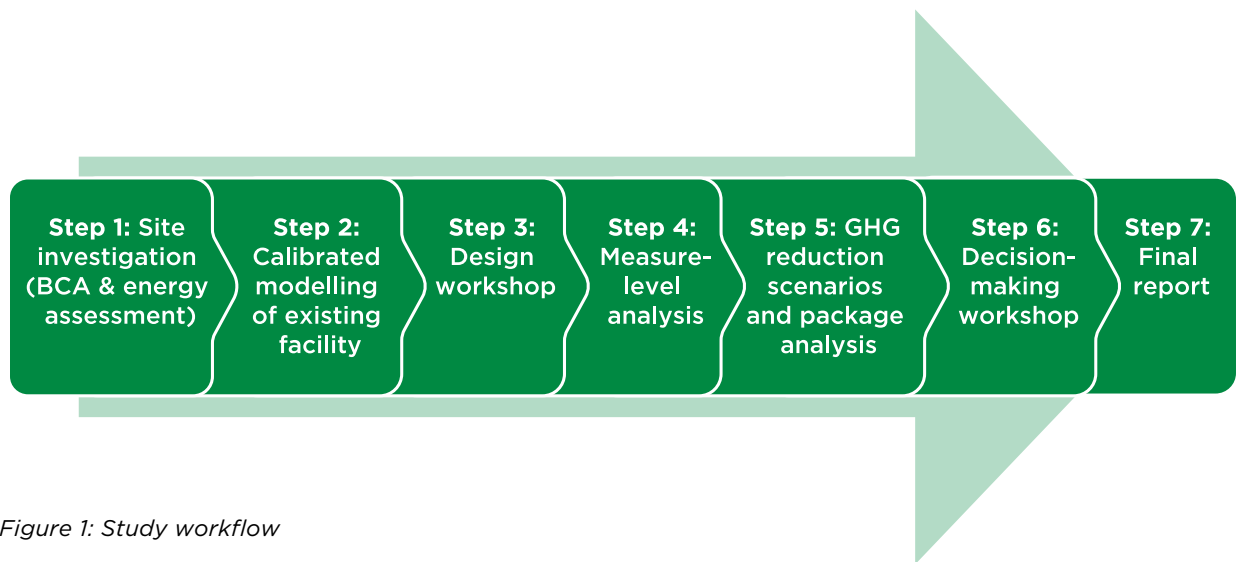 Step 1: Site
investigation
(BCA & energy
assessment)
Step 2:
Calibrated
modelling
of existing
facility
Step 3:
Design
workshop
Step 4:
Measure-
level
analysis
Step 5: GHG
reduction
scenarios
and package
analysis
Step 6:
Decision-
making
workshop
Step 7:
Final
report
Figure 1: Study workflow